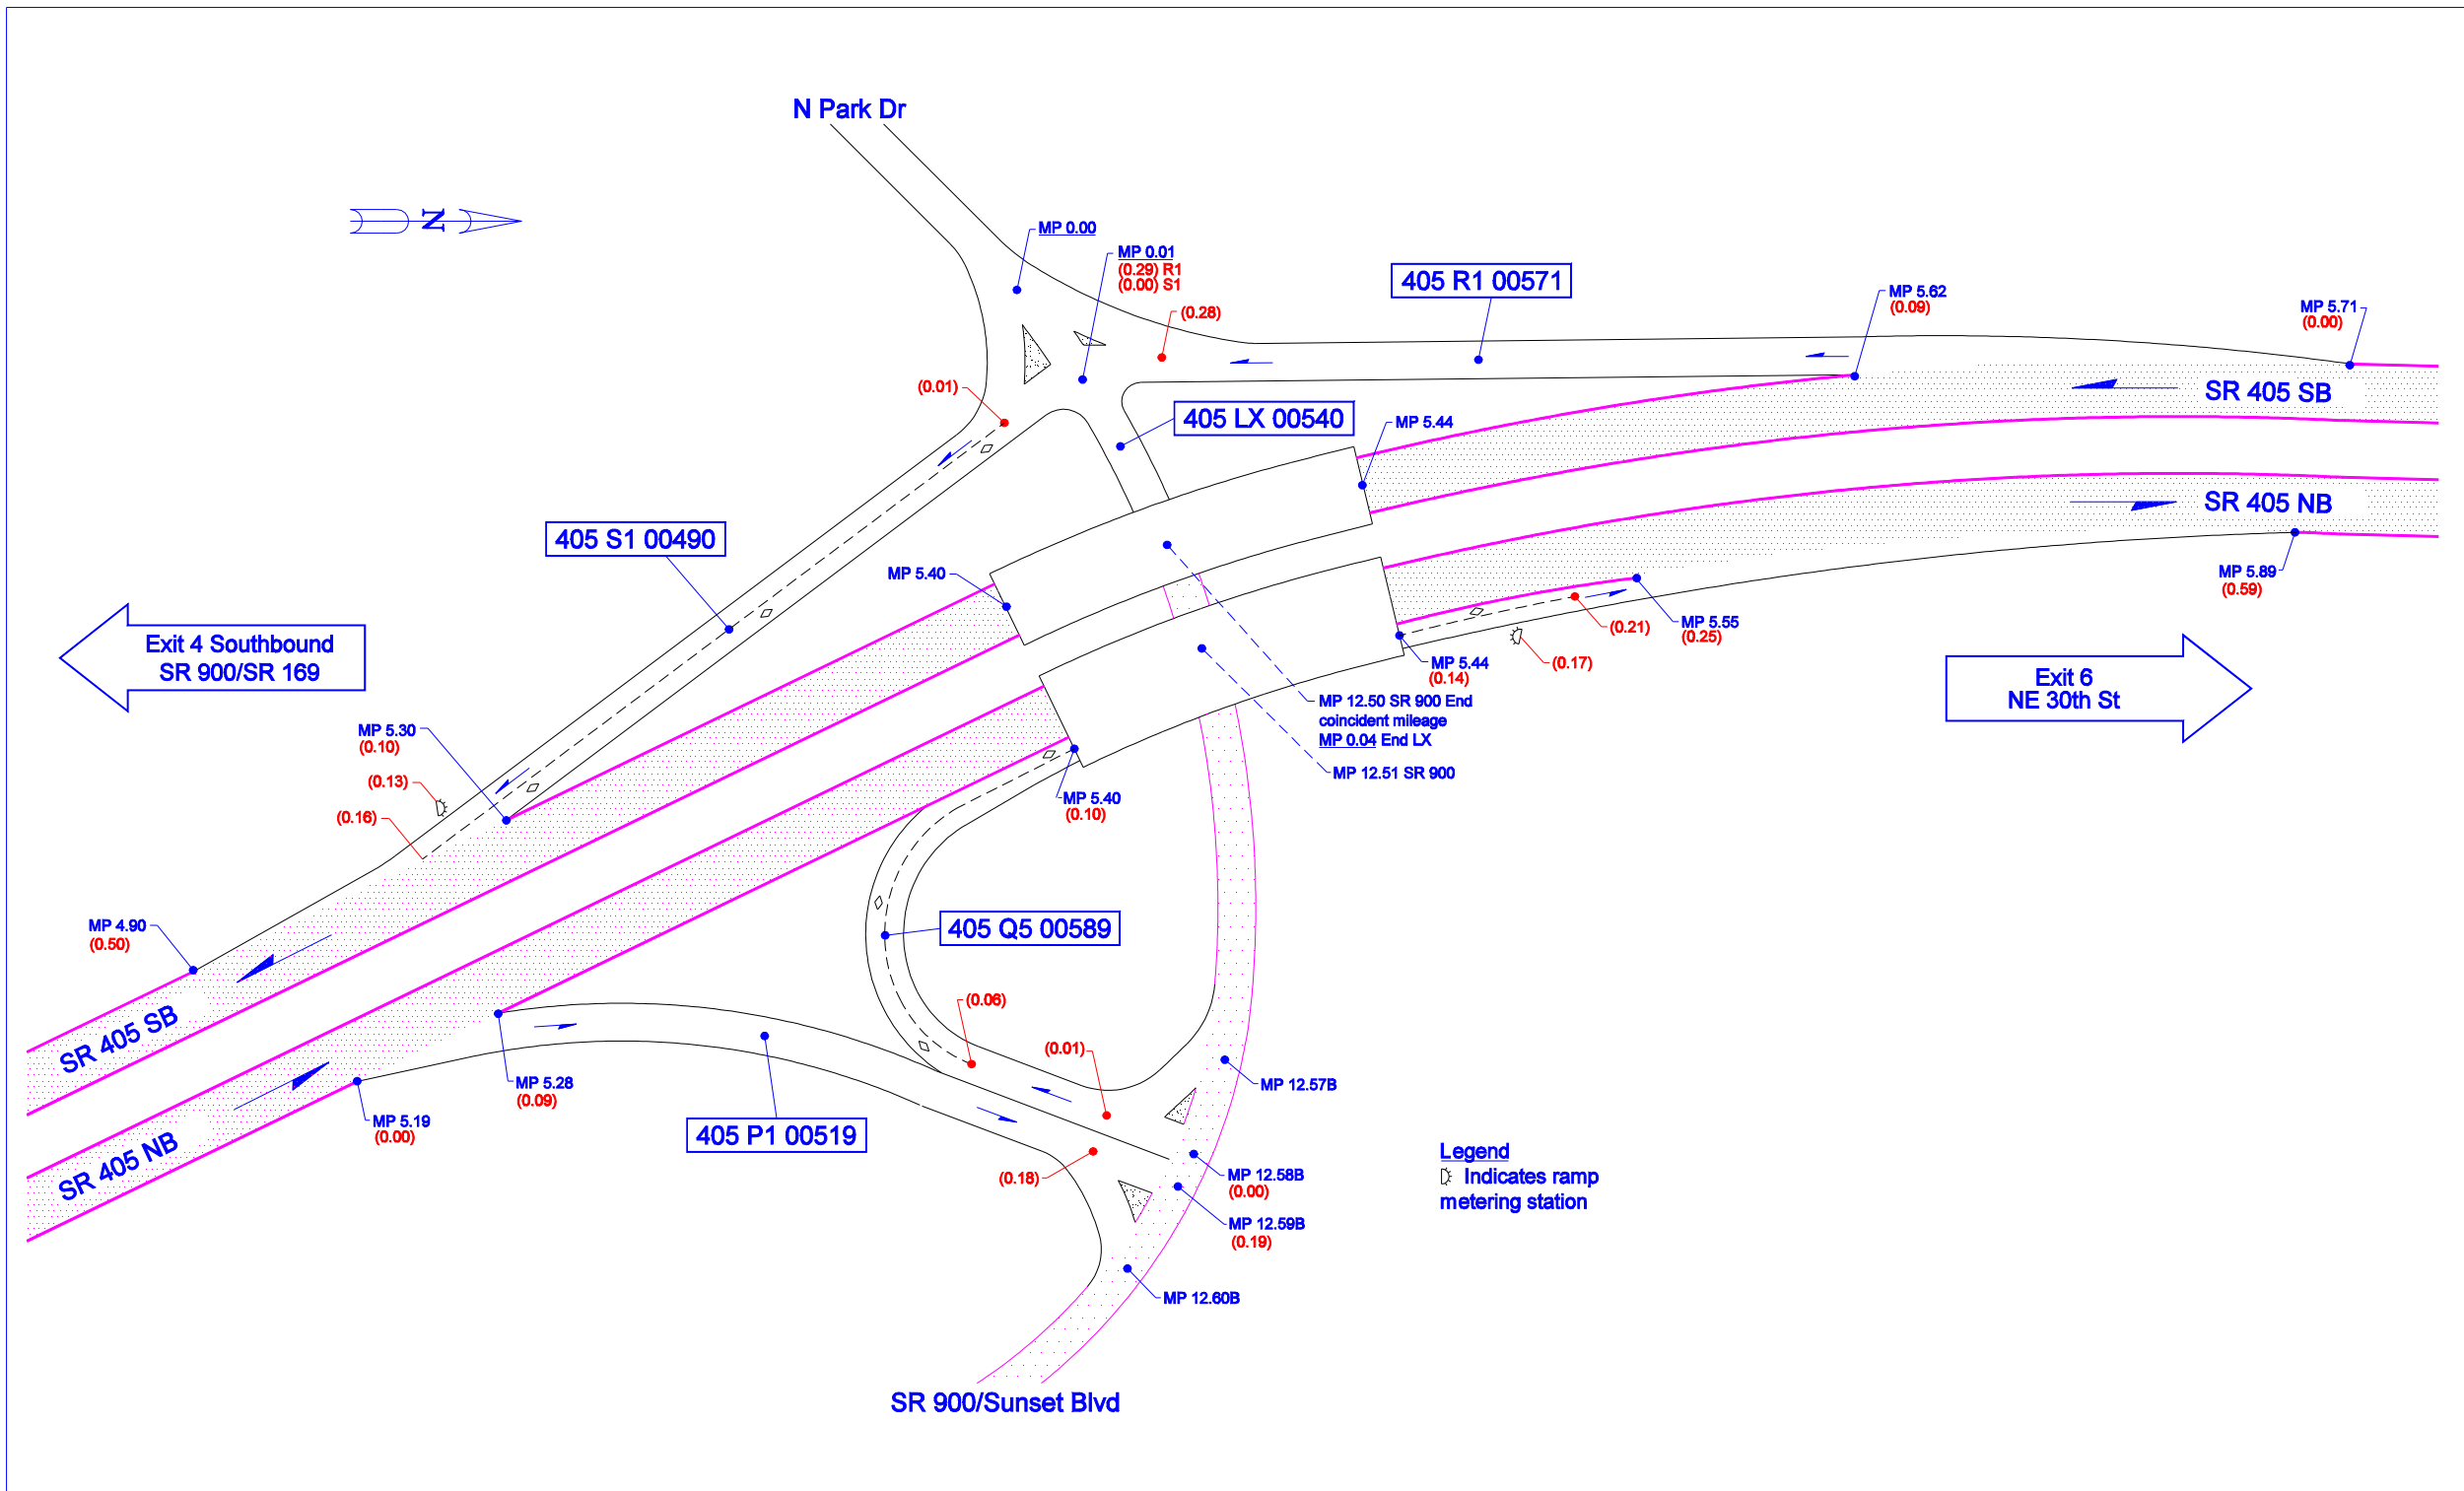 N Park Dr
N
MP 0.00
MP 0.01
(0.29) R1
(0.00) S1
(0.28)
405 R1 00571
MP 5.62
(0.09)
MP 5.71
(0.00)
SR 405 SB
(0.01)
405 LX 00540
MP 5.44
SR 405 NB
405 S1 00490
MP 5.40
MP 5.89
(0.59)
Exit 4 Southbound
SR 900/SR 169
(0.21)
MP 5.55
(0.25)
(0.17)
MP 5.44
(0.14)
Exit 6
NE 30th St
MP 12.50 SR 900 End
coincident mileage
MP 0.04 End LX
MP 12.51 SR 900
MP 5.30
(0.10)
(0.13)
(0.16)
MP 5.40
(0.10)
MP 4.90
(0.50)
405 Q5 00589
(0.06)
SR 405 SB
(0.01)
MP 5.28
(0.09)
MP 12.57B
MP 5.19
(0.00)
405 P1 00519
SR 405 NB
(0.18)
MP 12.58B
(0.00)
MP 12.59B
(0.19)
Legend
Indicates ramp
metering station
MP 12.60B
SR 900/Sunset Blvd